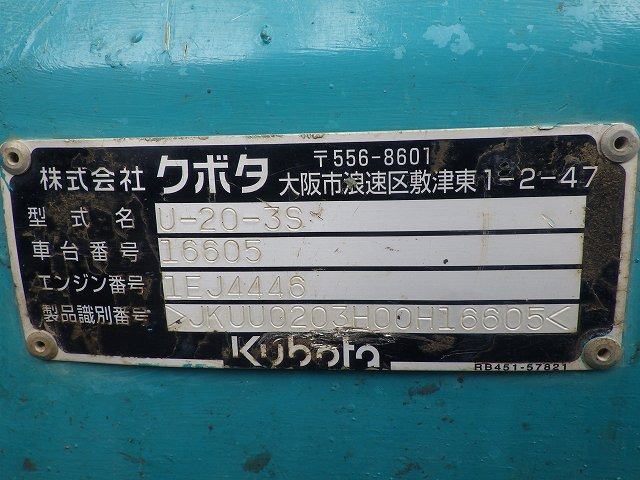 〒556-8601
株式会社 クボタ 大阪市浪速区敷津東1-2-47
型式名 U-20-3S
車台番号 16605
エンジン番号 1EJ4446
製品識別番号 >JKUU0203H00H16605<
Kubota
RB451-57821